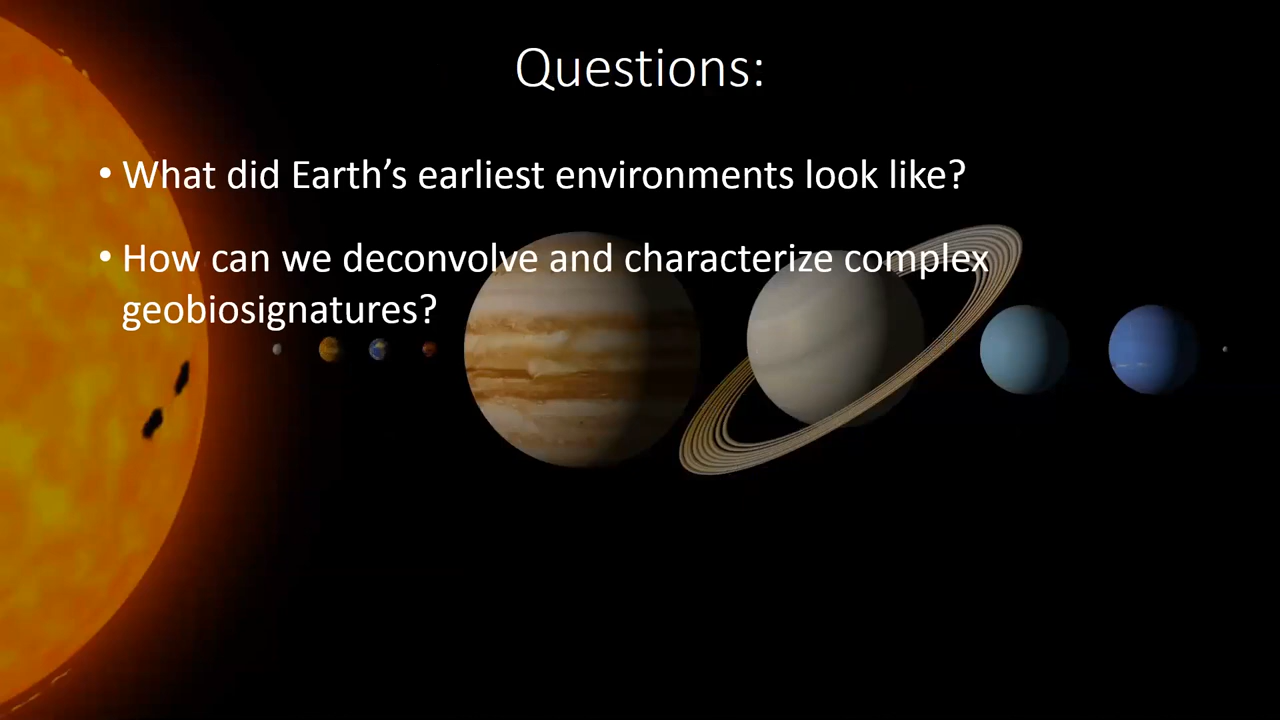 Questions:
• What did Earth’s earliest environments look like?
• How can we deconvolve and characterize complex
geobiosignatures?